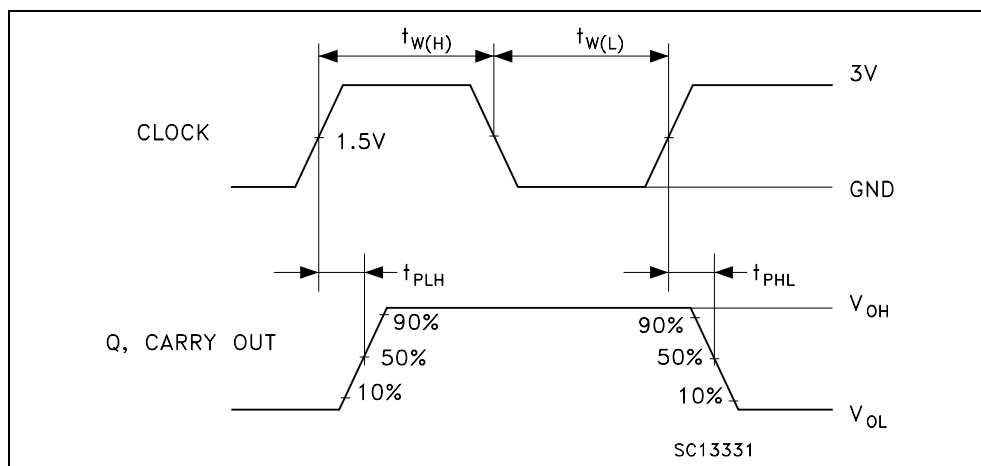 tW(H) tW(L)
3V
CLOCK 1.5V
GND
tPLH tPHL
VOH
90% 90%
Q, CARRY OUT 50% 50%
10% 10%
VOL
SC13331